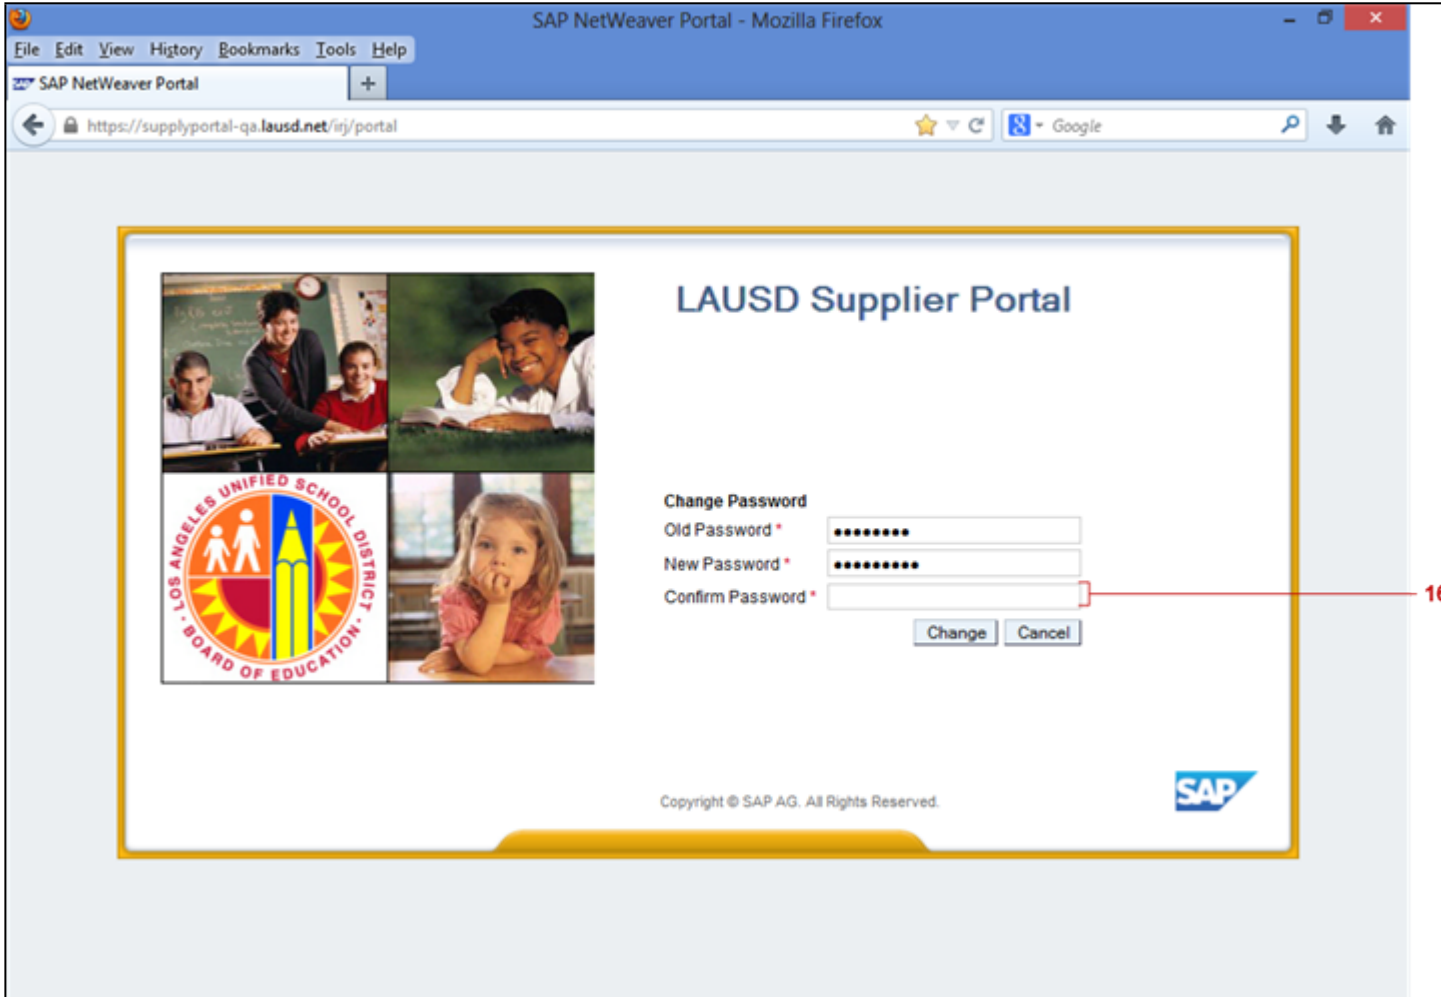 SAP NetWeaver Portal - Mozilla Firefox
File Edit View History Bookmarks Tools Help
SAP NetWeaver Portal
https://supplyportal-qa.lausd.net/irj/portal
Google
LAUSD Supplier Portal
LOS ANGELES UNIFIED SCHOOL DISTRICT
BOARD OF EDUCATION
Change Password
Old Password *
New Password *
Confirm Password *
16
Change Cancel
SAP
Copyright © SAP AG. All Rights Reserved.